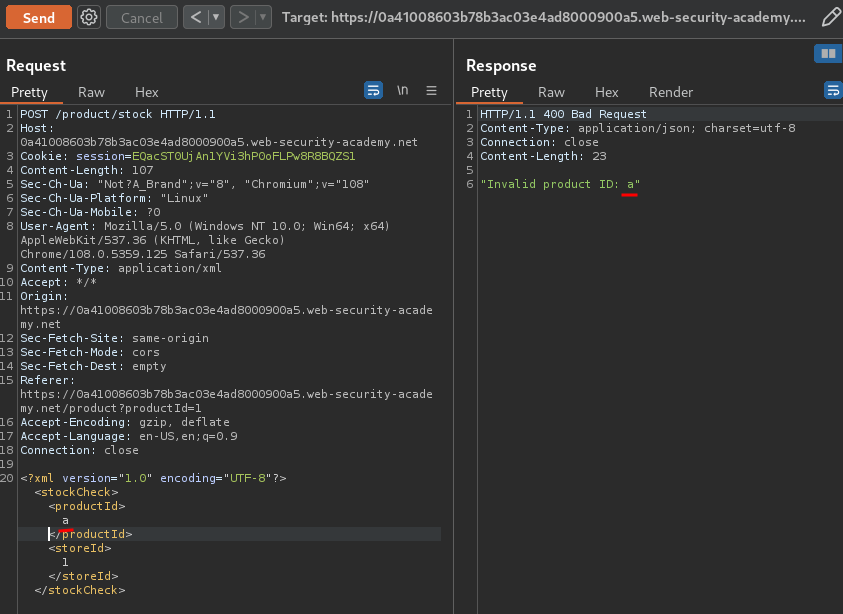 Send
Cancel
<
>
Target: https://0a41008603b78b3ac03e4ad8000900a5.web-security-academy....
Request
Pretty Raw Hex
\n
1 POST /product/stock HTTP/1.1
2 Host:
0a41008603b78b3ac03e4ad8000900a5.web-security-academy.net
3 Cookie: session=EQacST0UjAn1YVi3hP0oFLPw8R8BQZS1
4 Content-Length: 107
5 Sec-Ch-Ua: "Not?A_Brand";v="8", "Chromium";v="108"
6 Sec-Ch-Ua-Platform: "Linux"
7 Sec-Ch-Ua-Mobile: ?0
8 User-Agent: Mozilla/5.0 (Windows NT 10.0; Win64; x64)
AppleWebKit/537.36 (KHTML, like Gecko)
Chrome/108.0.5359.125 Safari/537.36
9 Content-Type: application/xml
10 Accept: */*
11 Origin:
https://0a41008603b78b3ac03e4ad8000900a5.web-security-acade
my.net
12 Sec-Fetch-Site: same-origin
13 Sec-Fetch-Mode: cors
14 Sec-Fetch-Dest: empty
15 Referer:
https://0a41008603b78b3ac03e4ad8000900a5.web-security-acade
my.net/product?productId=1
16 Accept-Encoding: gzip, deflate
17 Accept-Language: en-US,en;q=0.9
18 Connection: close
19
20 <?xml version="1.0" encoding="UTF-8"?>
<stockCheck>
<productId>
a
</productId>
<storeId>
1
</storeId>
</stockCheck>
Response
Pretty Raw Hex Render
1 HTTP/1.1 400 Bad Request
2 Content-Type: application/json; charset=utf-8
3 Connection: close
4 Content-Length: 23
5
6 "Invalid product ID: a"